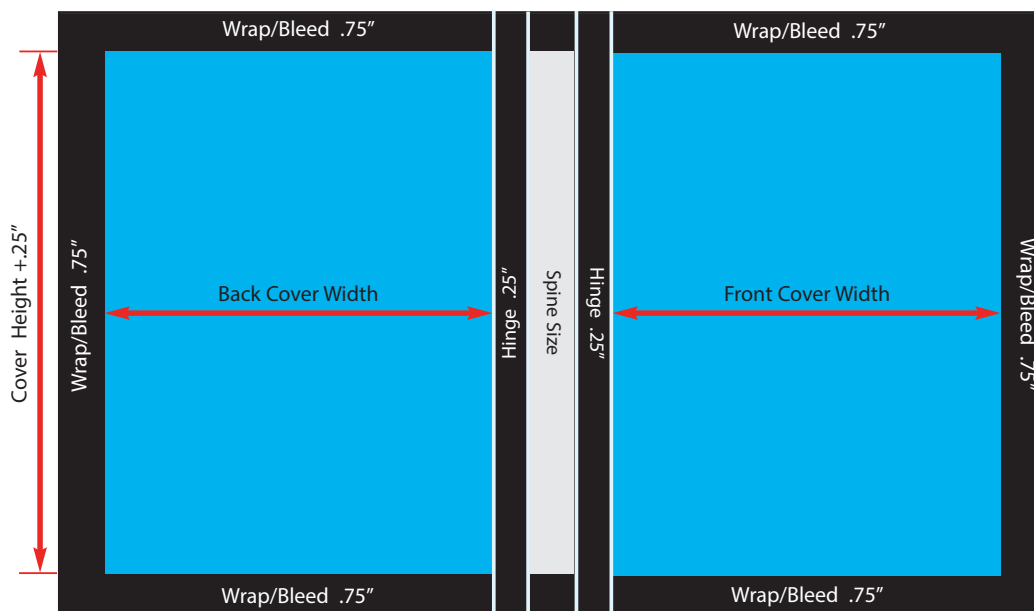 Wrap/Bleed .75”
Wrap/Bleed .75”
Cover Height +.25”
Wrap/Bleed .75”
Back Cover Width
Hinge .25”
Spine Size
Hinge .25”
Front Cover Width
Wrap/Bleed .75”
Wrap/Bleed .75”
Wrap/Bleed .75”